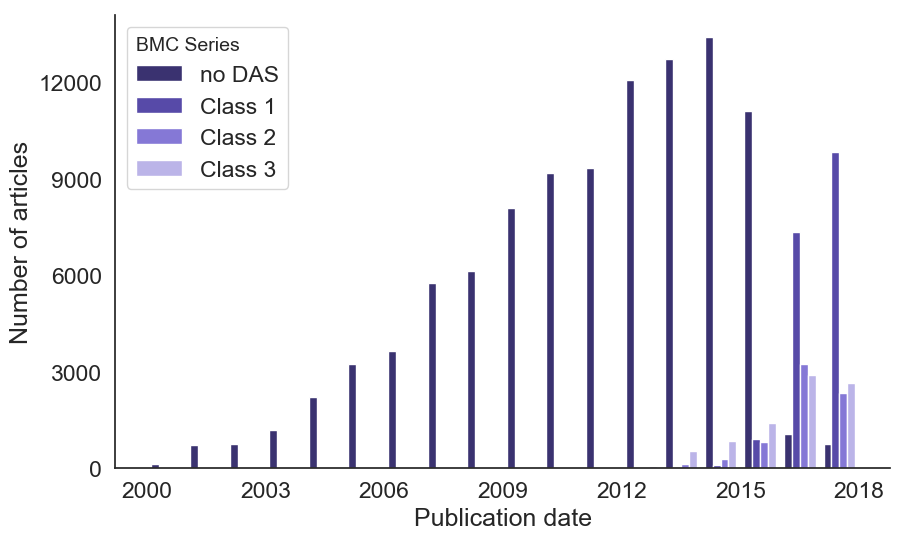 BMC Series
no DAS
Class 1
Class 2
Class 3
12000
9000
6000
3000
0
Number of articles
2000 2003 2006 2009 2012 2015 2018
Publication date